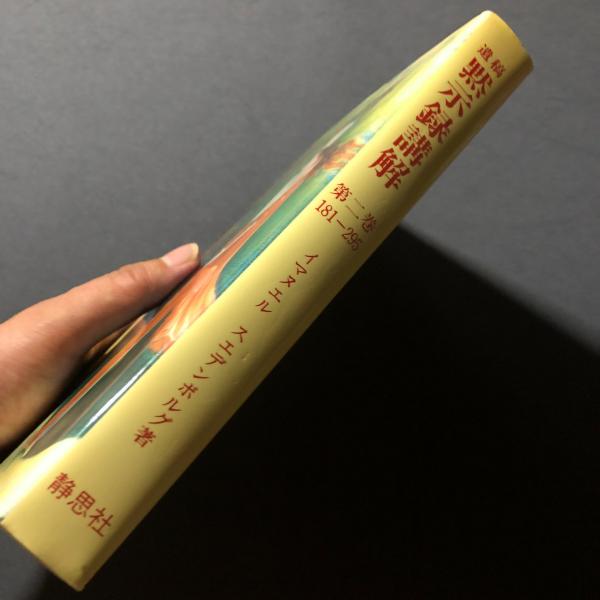 遺稿
黙示録講解
第二巻
181−295
イマヌエル スエデンボルグ著
静思社